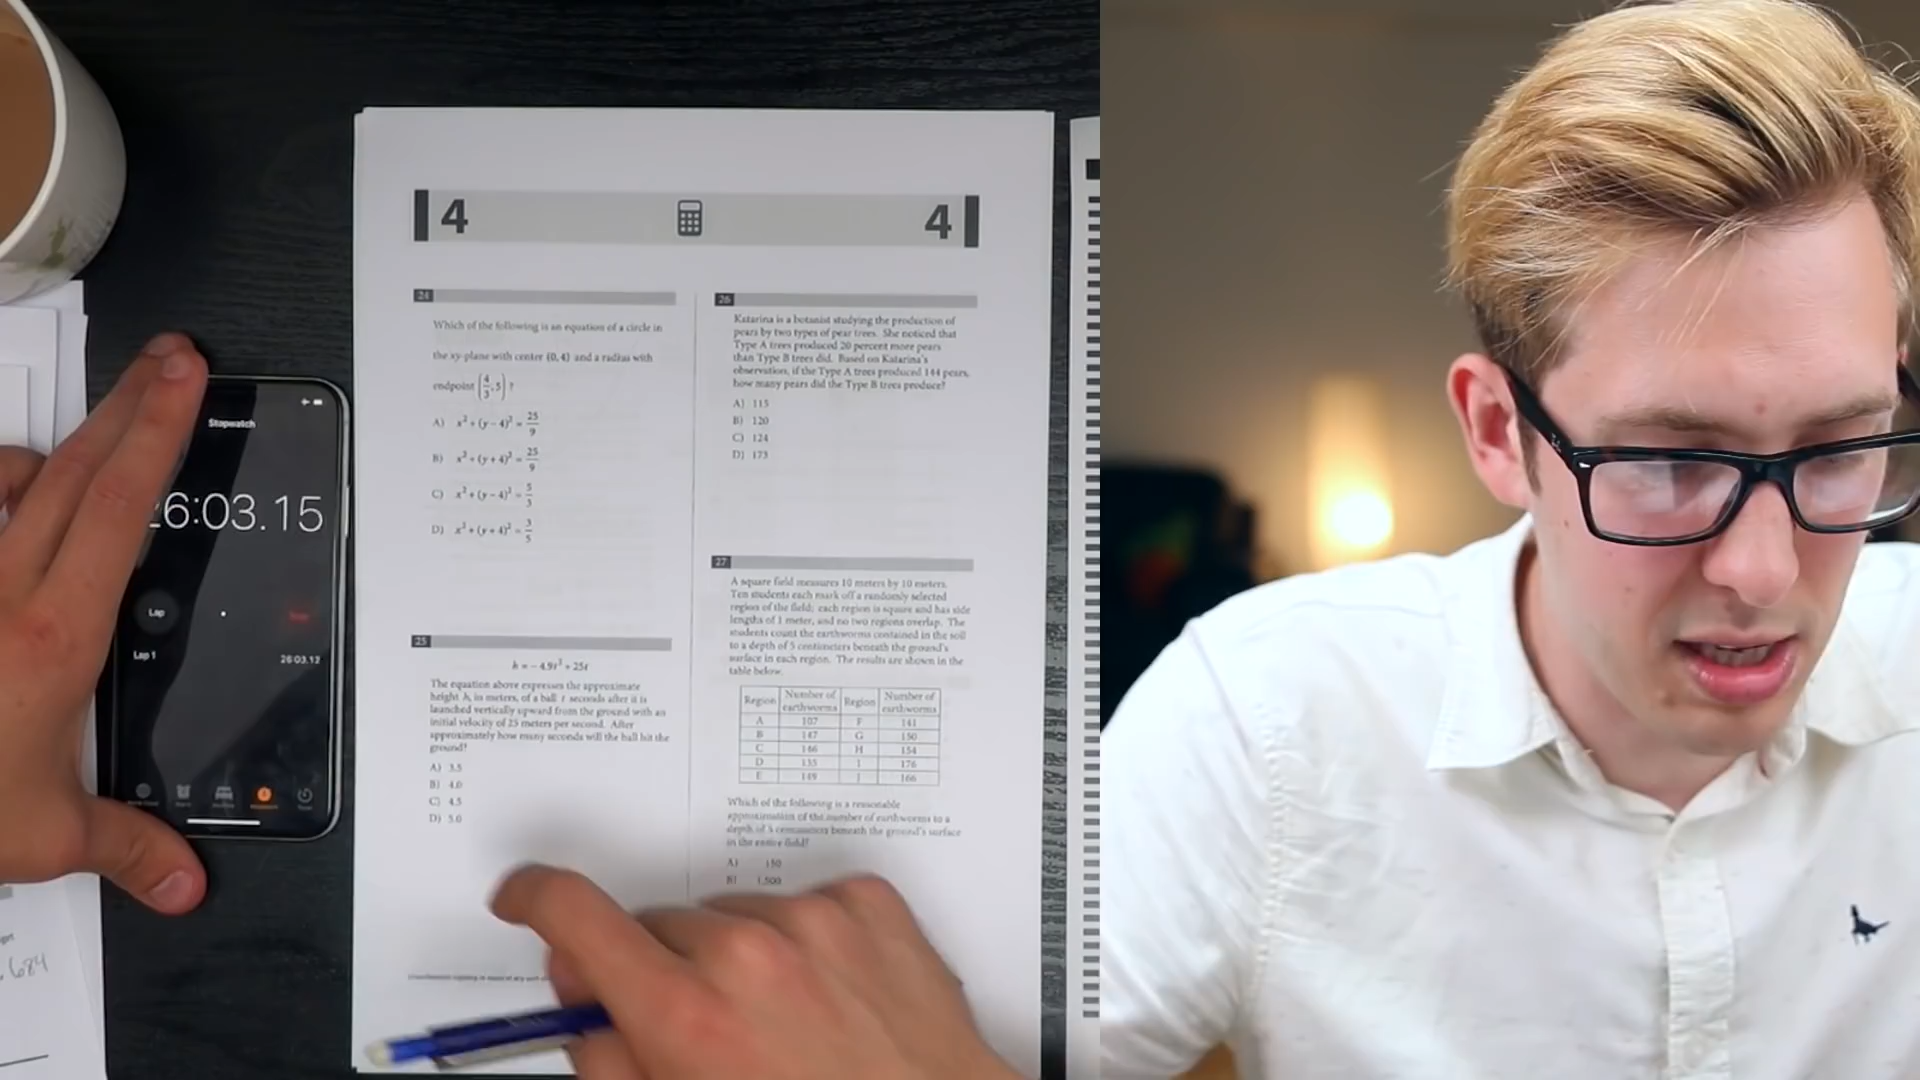 4 4
24
Which of the following is an equation of a circle in
the xy-plane with center (0, 4) and a radius with
endpoint (4/3, 5) ?
A) x² + (y − 4)² = 25/9
B) x² + (y + 4)² = 25/9
C) x² + (y − 4)² = 5/3
D) x² + (y + 4)² = 3/5
25
h = − 4.9t² + 25t
The equation above expresses the approximate
height h, in meters, of a ball t seconds after it is
launched vertically upward from the ground with an
initial velocity of 25 meters per second. After
approximately how many seconds will the ball hit the
ground?
A) 3.5
B) 4.0
C) 4.5
D) 5.0
26
Katarina is a botanist studying the production of
pears by two types of pear trees. She noticed that
Type A trees produced 20 percent more pears
than Type B trees did. Based on Katarina's
observation, if the Type A trees produced 144 pears,
how many pears did the Type B trees produce?
A) 115
B) 120
C) 124
D) 173
27
A square field measures 10 meters by 10 meters.
Ten students each mark off a randomly selected
region of the field; each region is square and has side
lengths of 1 meter, and no two regions overlap. The
students count the earthworms contained in the soil
to a depth of 5 centimeters beneath the ground's
surface in each region. The results are shown in the
table below.
Region Number of earthworms Region Number of earthworms
A 107 F 141
B 147 G 150
C 146 H 154
D 135 I 176
E 149 J 166
Which of the following is a reasonable
approximation of the number of earthworms to a
depth of 5 centimeters beneath the ground's surface
in the entire field?
A) 150
B) 1,500
Stopwatch
6:03.15
Lap
Lap 1 26:03.12
684